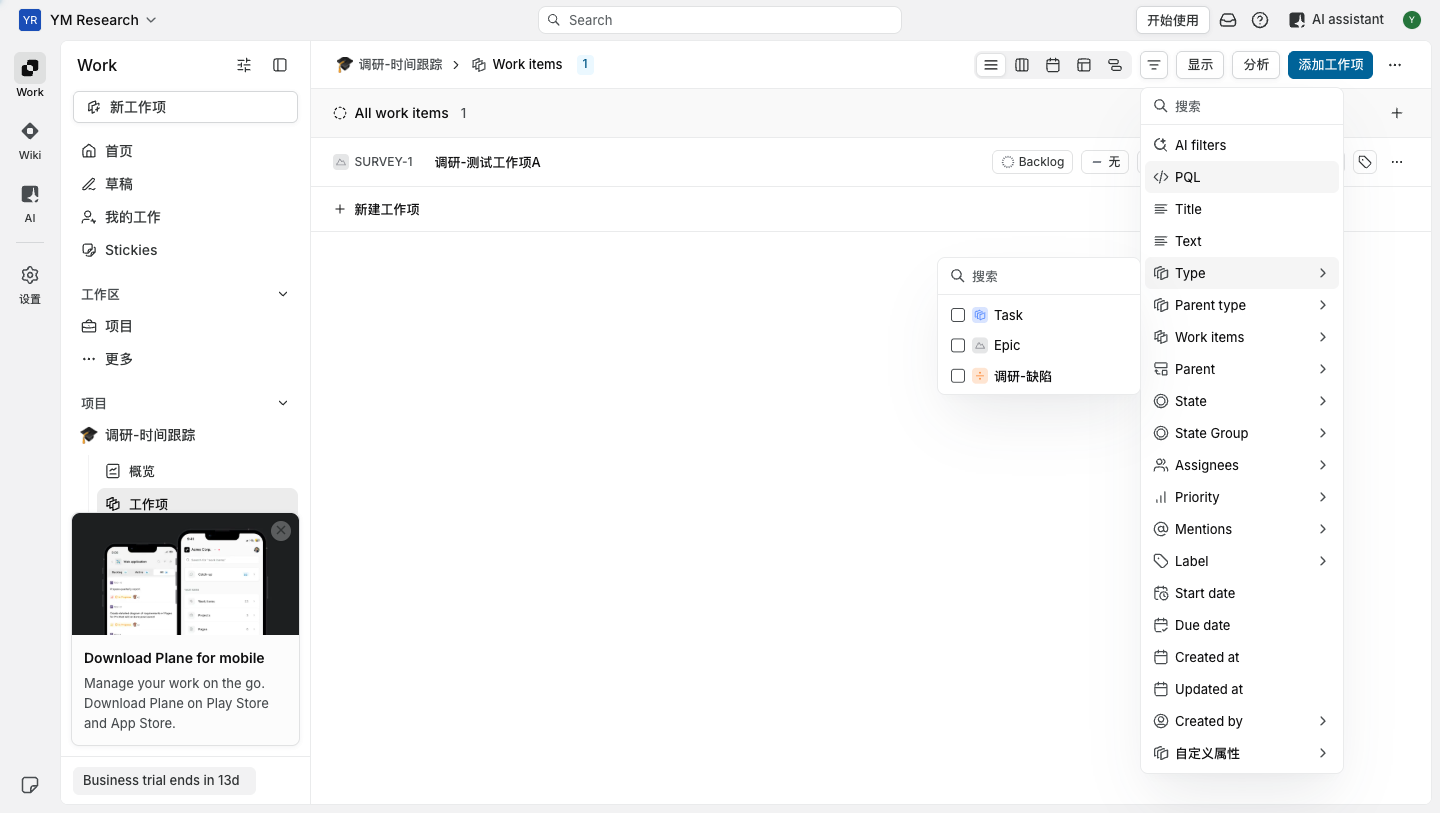 YR YM Research
Search
开始使用
AI assistant
Y
Work
Wiki
AI
设置
Work
新工作项
首页
草稿
我的工作
Stickies
工作区
项目
更多
项目
调研-时间跟踪
概览
工作项
Download Plane for mobile
Manage your work on the go.
Download Plane on Play Store
and App Store.
Business trial ends in 13d
调研-时间跟踪
Work items
1
显示
分析
添加工作项
All work items 1
SURVEY-1 调研-测试工作项A
Backlog
无
新建工作项
搜索
Task
Epic
调研-缺陷
搜索
AI filters
PQL
Title
Text
Type
Parent type
Work items
Parent
State
State Group
Assignees
Priority
Mentions
Label
Start date
Due date
Created at
Updated at
Created by
自定义属性